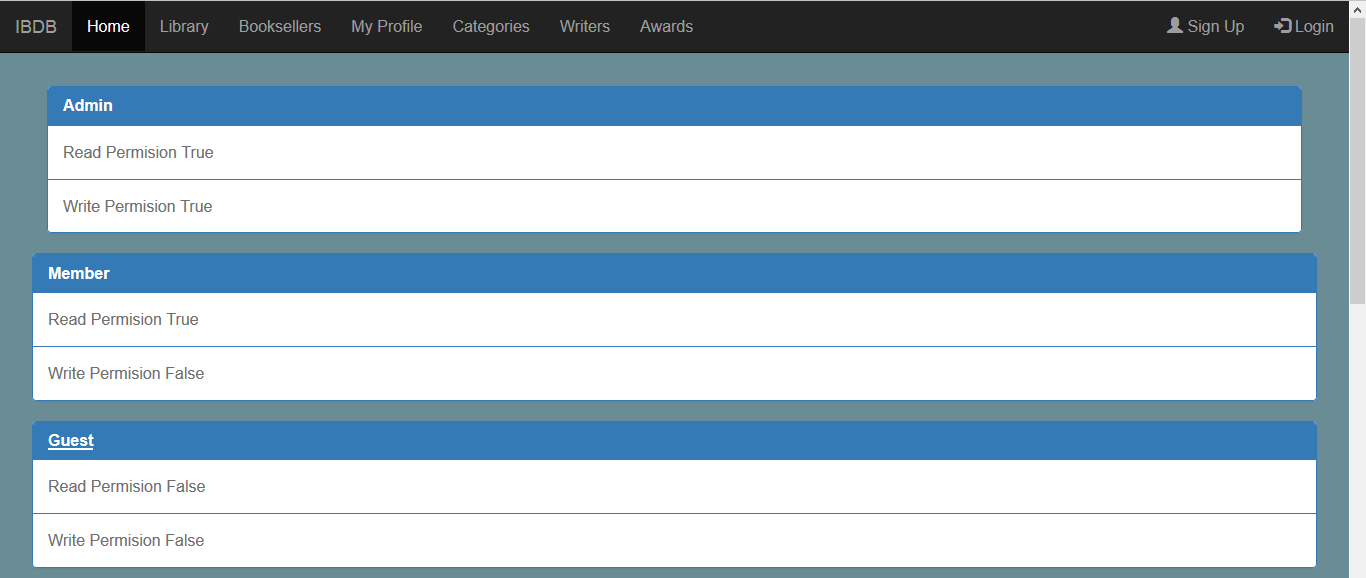 IBDB Home Library Booksellers My Profile Categories Writers Awards Sign Up Login
Admin
Read Permision True
Write Permision True
Member
Read Permision True
Write Permision False
Guest
Read Permision False
Write Permision False